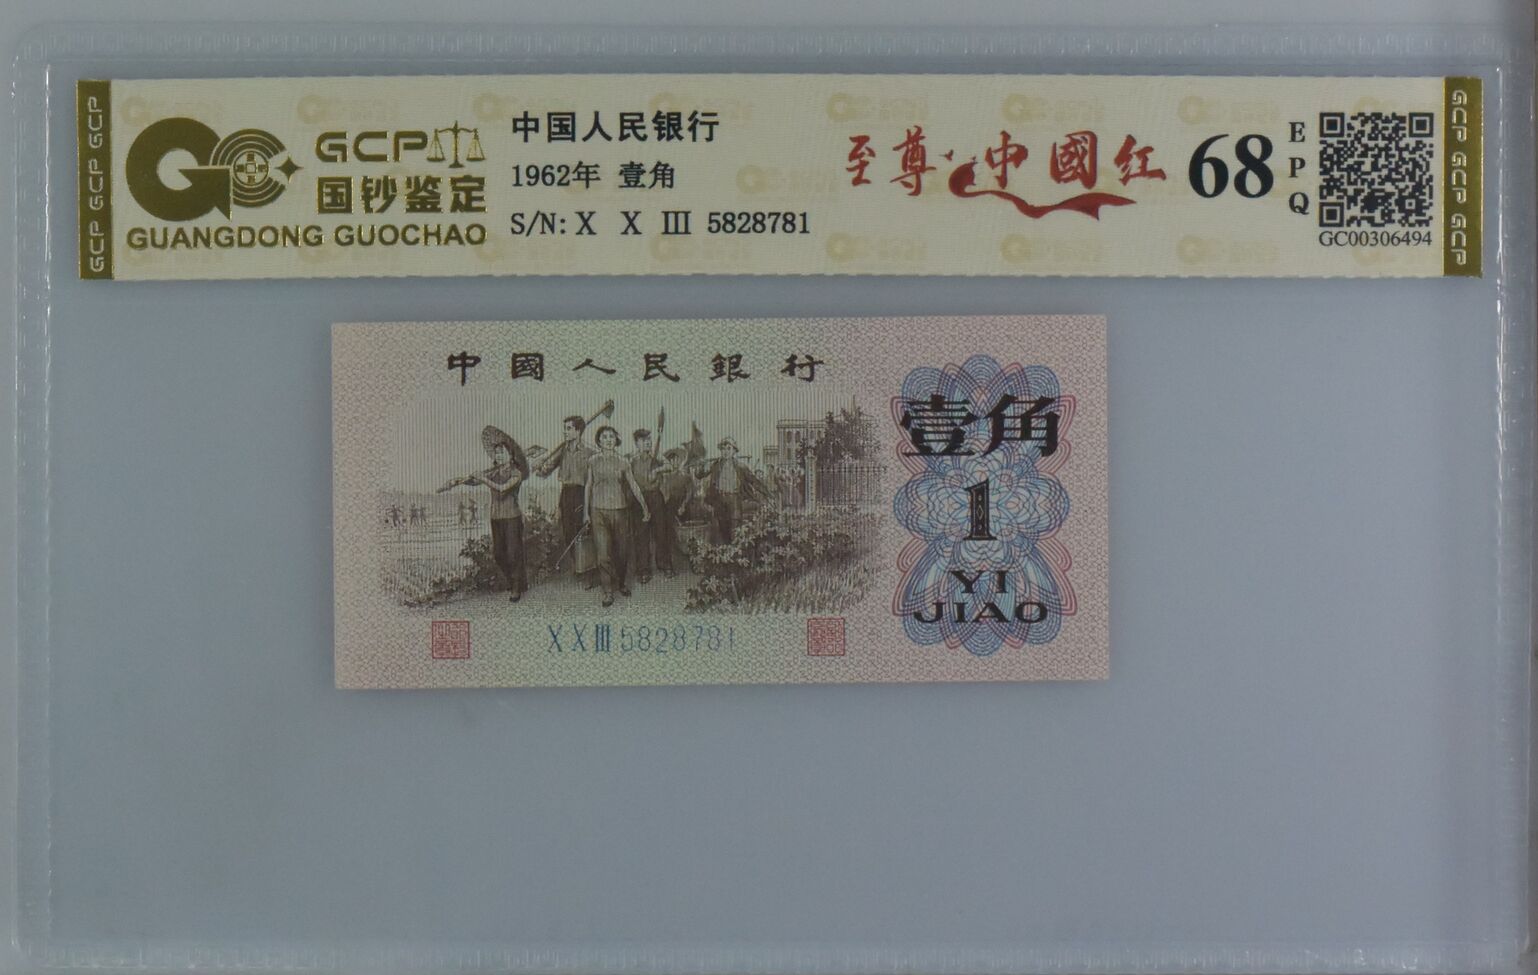 GCP GCP GCP
GCP
国钞鉴定
GUANGDONG GUOCHAO
中国人民银行
1962年 壹角
S/N: X X III 5828781
至尊·中國红
68
EPQ
GC00306494
GCP GCP GCP
中國人民銀行
壹角
1
YI
JIAO
X X III 5828781